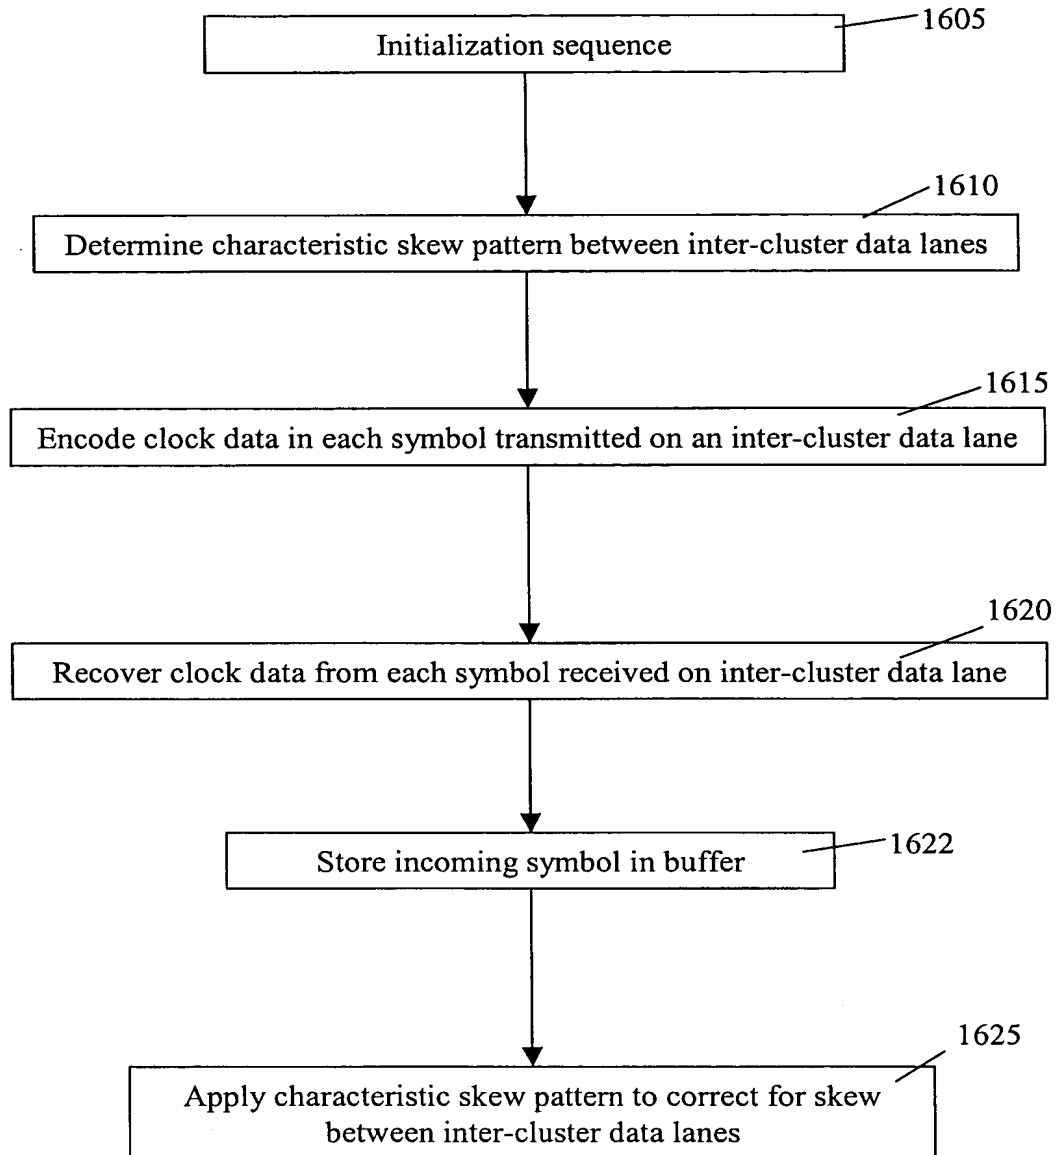 1605
Initialization sequence
1610
Determine characteristic skew pattern between inter-cluster data lanes
1615
Encode clock data in each symbol transmitted on an inter-cluster data lane
1620
Recover clock data from each symbol received on inter-cluster data lane
1622
Store incoming symbol in buffer
1625
Apply characteristic skew pattern to correct for skew
between inter-cluster data lanes